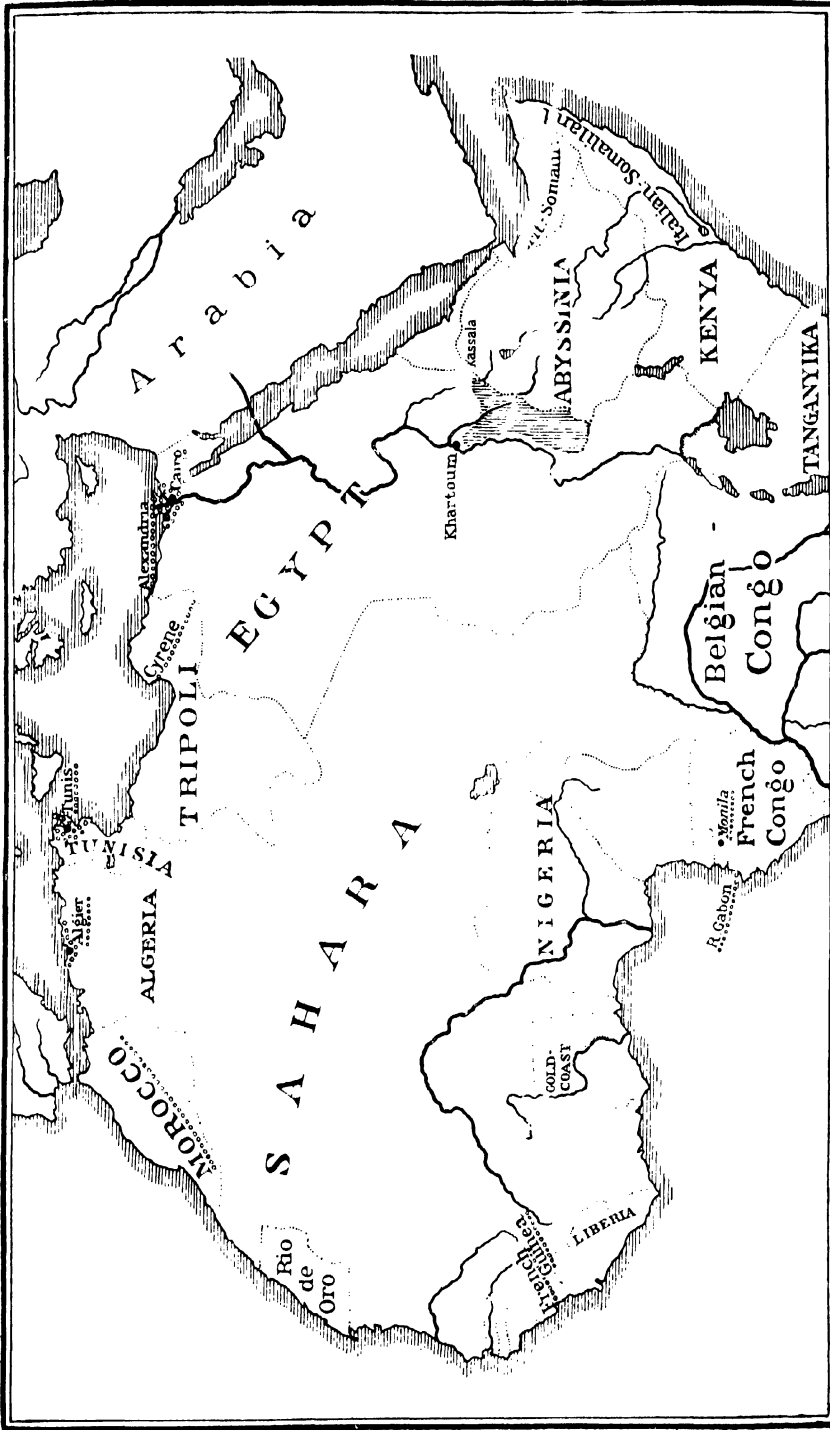 Arabia
Alexandria
Cairo
Cyrene
TRIPOLI
EGYPT
Tunis
TUNISIA
Algier
ALGERIA
MOROCCO
SAHARA
Rio
de
Oro
Khartoum
Kassala
ABYSSINIA
Italian-Somaliland
KENYA
TANGANYIKA
Belgian
Congo
French
Congo
Monila
R. Gabon
NIGERIA
GOLD-
COAST
LIBERIA
French
Guinea